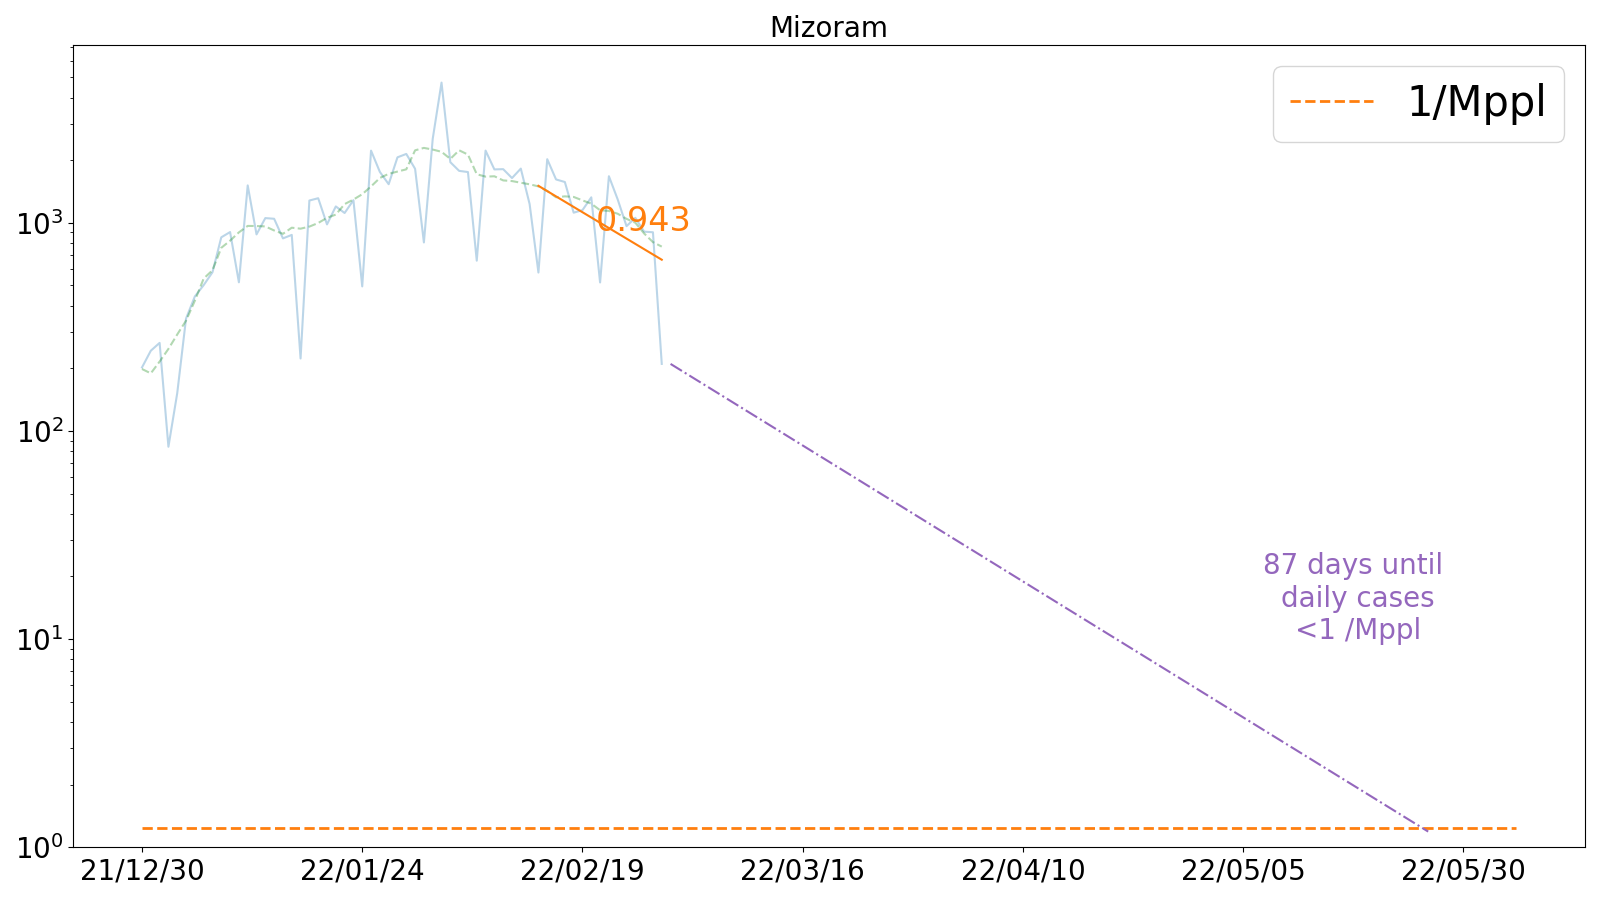 Mizoram
1/Mppl
0.943
87 days until
daily cases
<1 /Mppl
10³
10²
10¹
10⁰
21/12/30
22/01/24
22/02/19
22/03/16
22/04/10
22/05/05
22/05/30